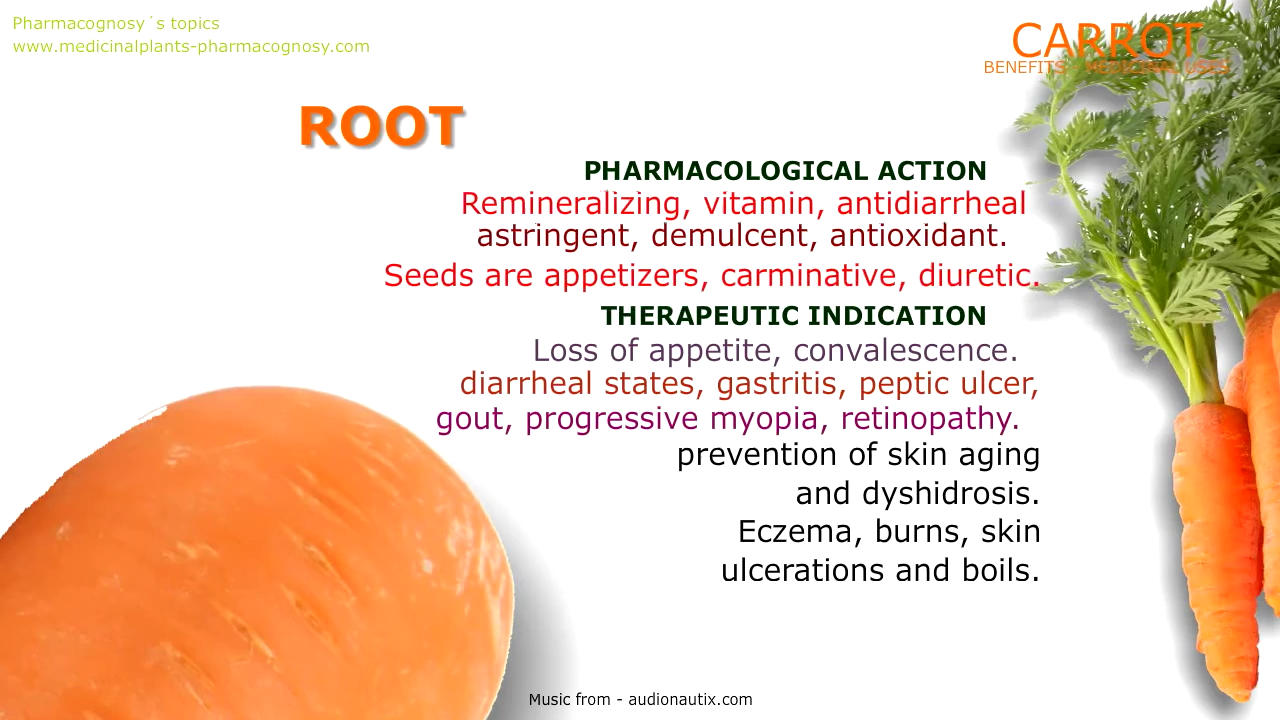 Pharmacognosy´s topics
www.medicinalplants-pharmacognosy.com
CARROT
BENEFITS - MEDICINAL USES
ROOT
PHARMACOLOGICAL ACTION
Remineralizing, vitamin, antidiarrheal
astringent, demulcent, antioxidant.
Seeds are appetizers, carminative, diuretic.
THERAPEUTIC INDICATION
Loss of appetite, convalescence.
diarrheal states, gastritis, peptic ulcer,
gout, progressive myopia, retinopathy.
prevention of skin aging
and dyshidrosis.
Eczema, burns, skin
ulcerations and boils.
Music from - audionautix.com